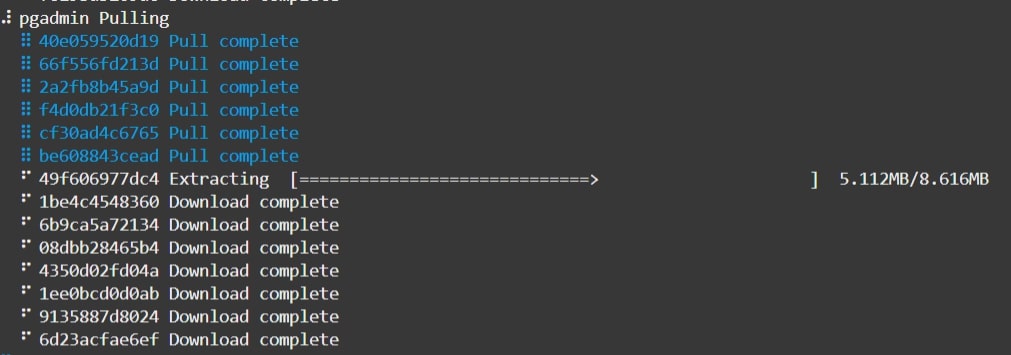 pgadmin Pulling
40e059520d19 Pull complete
66f556fd213d Pull complete
2a2fb8b45a9d Pull complete
f4d0db21f3c0 Pull complete
cf30ad4c6765 Pull complete
be608843cead Pull complete
49f606977dc4 Extracting [=============================>                     ] 5.112MB/8.616MB
1be4c4548360 Download complete
6b9ca5a72134 Download complete
08dbb28465b4 Download complete
4350d02fd04a Download complete
1ee0bcd0d0ab Download complete
9135887d8024 Download complete
6d23acfae6ef Download complete